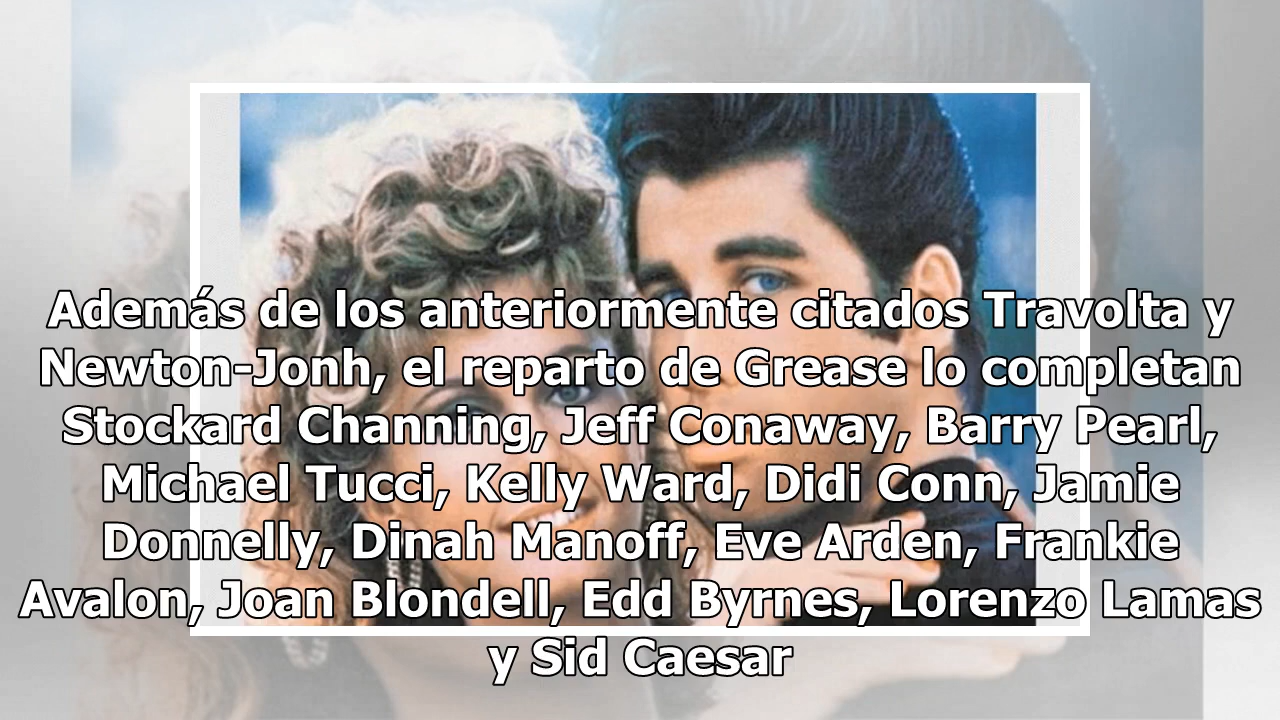 Además de los anteriormente citados Travolta y
Newton-Jonh, el reparto de Grease lo completan
Stockard Channing, Jeff Conaway, Barry Pearl,
Michael Tucci, Kelly Ward, Didi Conn, Jamie
Donnelly, Dinah Manoff, Eve Arden, Frankie
Avalon, Joan Blondell, Edd Byrnes, Lorenzo Lamas
y Sid Caesar